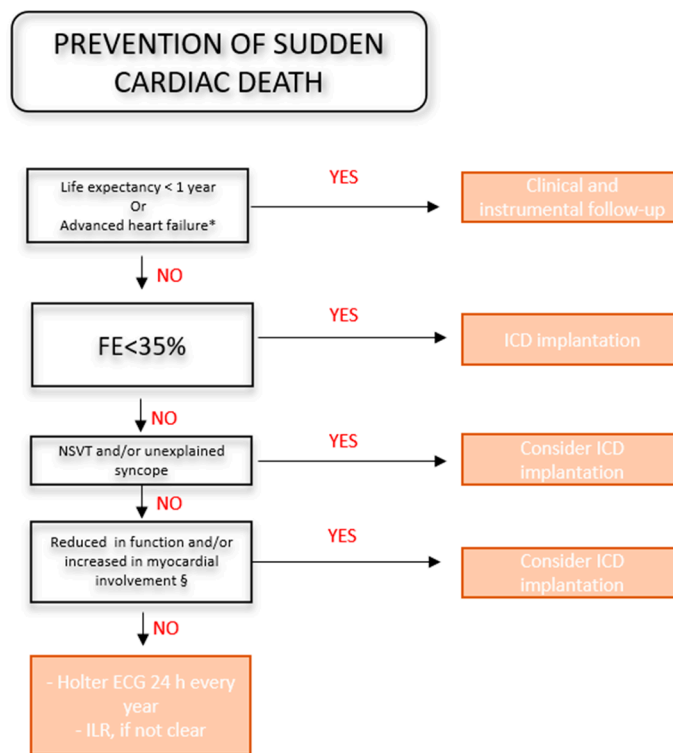 PREVENTION OF SUDDEN
CARDIAC DEATH
Life expectancy < 1 year
Or
Advanced heart failure*
YES
Clinical and
instrumental follow-up
NO
FE<35%
YES
ICD implantation
NO
NSVT and/or unexplained
syncope
YES
Consider ICD
implantation
NO
Reduced in function and/or
increased in myocardial
involvement §
YES
Consider ICD
implantation
NO
- Holter ECG 24 h every
year
- ILR, if not clear